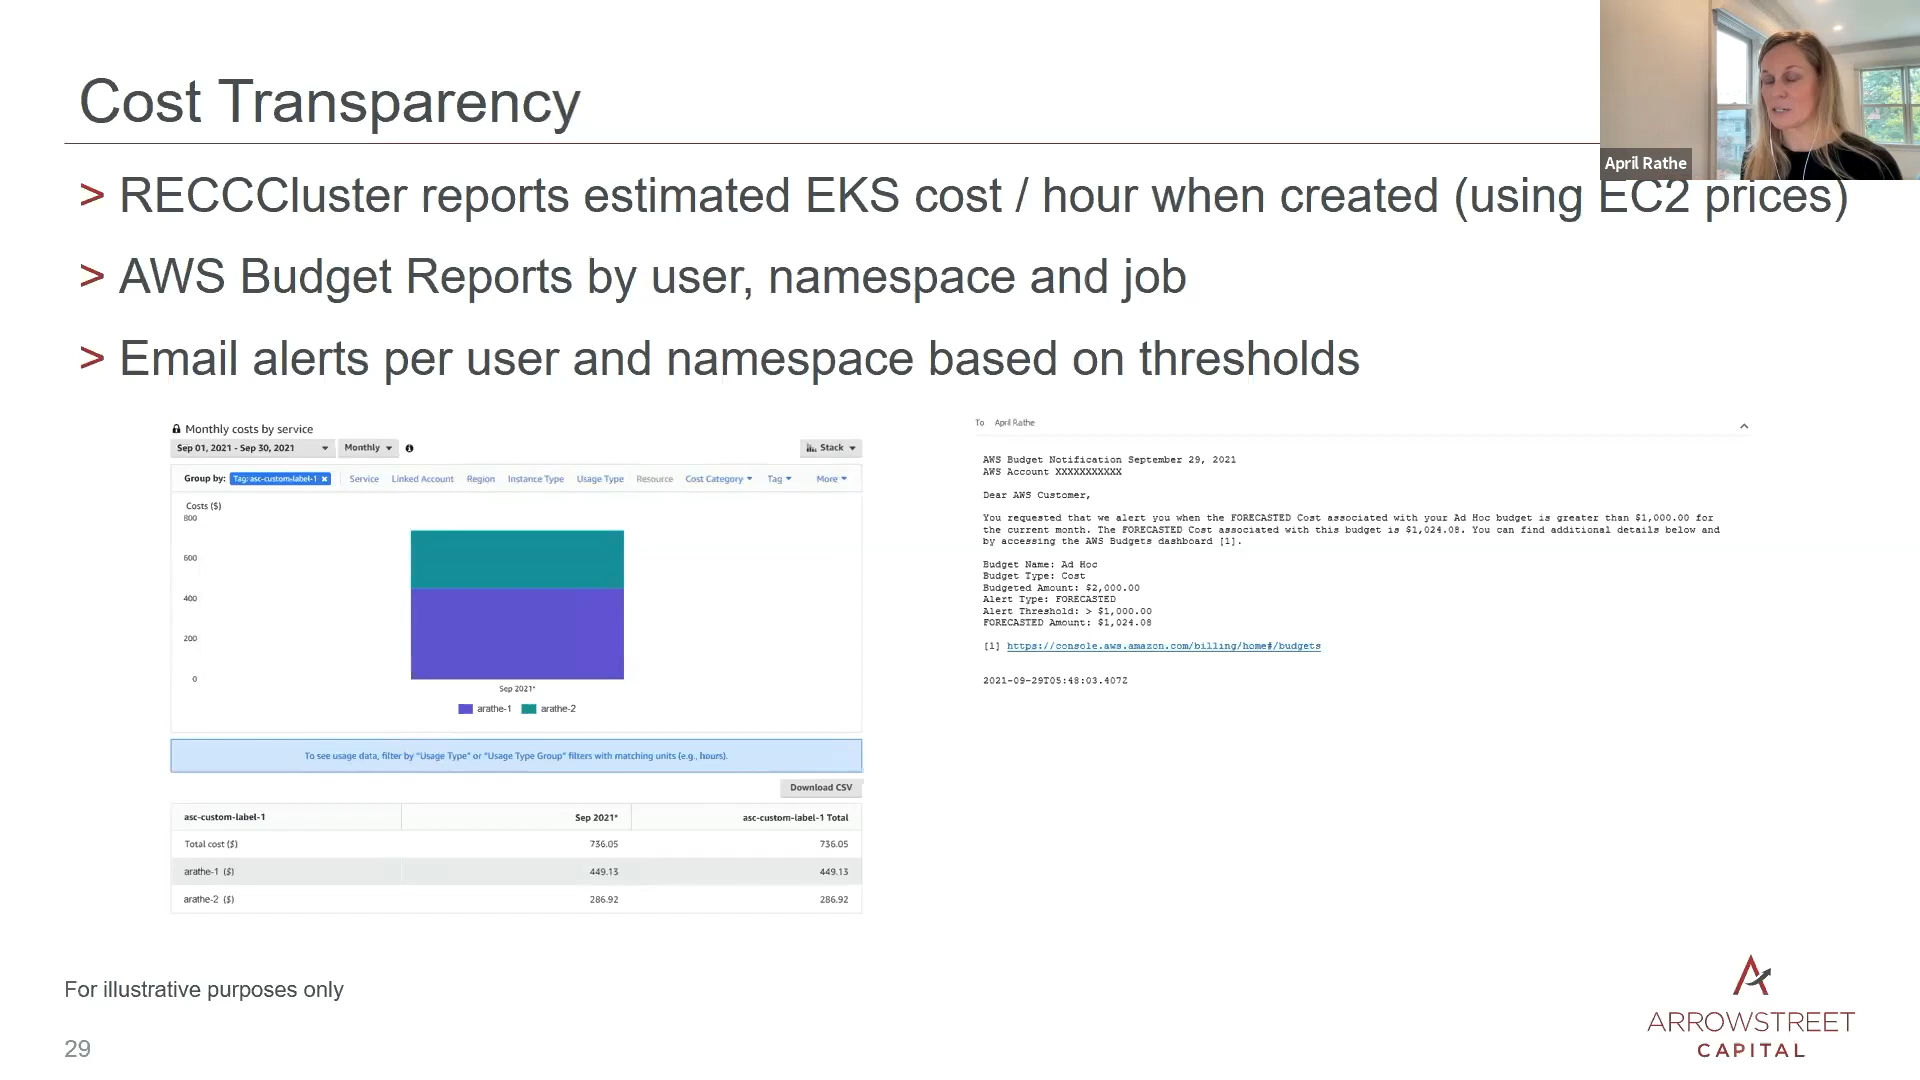 Cost Transparency
April Rathe
> RECCCluster reports estimated EKS cost / hour when created (using EC2 prices)
> AWS Budget Reports by user, namespace and job
> Email alerts per user and namespace based on thresholds
Monthly costs by service
Sep 01, 2021 - Sep 30, 2021 Monthly Stack
Group by: Tag: asc-custom-label-1 × Service Linked Account Region Instance Type Usage Type Resource Cost Category Tag More
Costs ($)
800
600
400
200
0
Sep 2021*
arathe-1 arathe-2
To see usage data, filter by "Usage Type" or "Usage Type Group" filters with matching units (e.g., hours).
Download CSV
asc-custom-label-1 Sep 2021* asc-custom-label-1 Total
Total cost ($) 736.05 736.05
arathe-1 ($) 449.13 449.13
arathe-2 ($) 286.92 286.92
To April Rathe
AWS Budget Notification September 29, 2021
AWS Account XXXXXXXXXXX
Dear AWS Customer,
You requested that we alert you when the FORECASTED Cost associated with your Ad Hoc budget is greater than $1,000.00 for
the current month. The FORECASTED Cost associated with this budget is $1,024.08. You can find additional details below and
by accessing the AWS Budgets dashboard [1].
Budget Name: Ad Hoc
Budget Type: Cost
Budgeted Amount: $2,000.00
Alert Type: FORECASTED
Alert Threshold: > $1,000.00
FORECASTED Amount: $1,024.08
[1] https://console.aws.amazon.com/billing/home#/budgets
2021-09-29T05:48:03.407Z
For illustrative purposes only
29
ARROWSTREET
CAPITAL